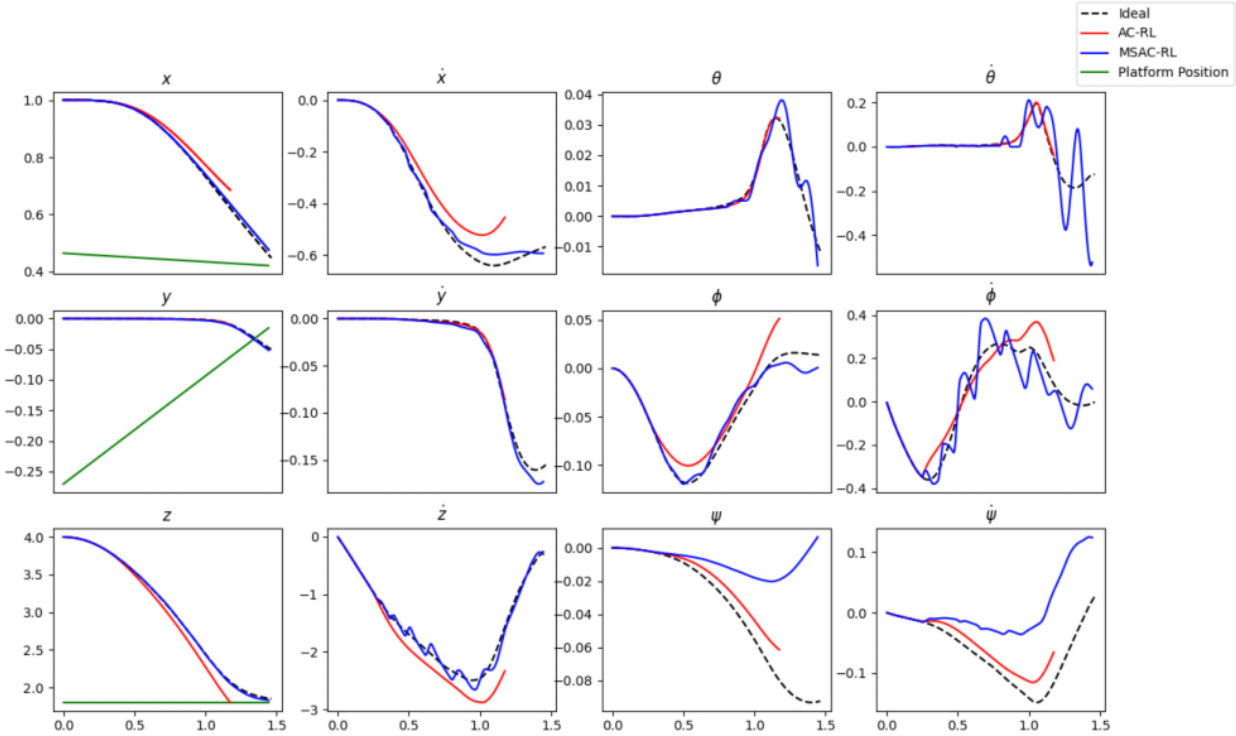 Ideal
AC-RL
MSAC-RL
Platform Position
x
ẋ
θ
θ̇
1.0
0.8
0.6
0.4
0.0
−0.2
−0.4
−0.6
0.04
0.03
0.02
0.01
0.00
−0.01
0.2
0.0
−0.2
−0.4
y
ẏ
ϕ
ϕ̇
0.00
−0.05
−0.10
−0.15
−0.20
−0.25
0.00
−0.05
−0.10
−0.15
0.05
0.00
−0.05
−0.10
0.4
0.2
0.0
−0.2
−0.4
z
ż
ψ
ψ̇
4.0
3.5
3.0
2.5
2.0
0
−1
−2
−3
0.00
−0.02
−0.04
−0.06
−0.08
0.1
0.0
−0.1
0.0 0.5 1.0 1.5
0.0 0.5 1.0 1.5
0.0 0.5 1.0 1.5
0.0 0.5 1.0 1.5